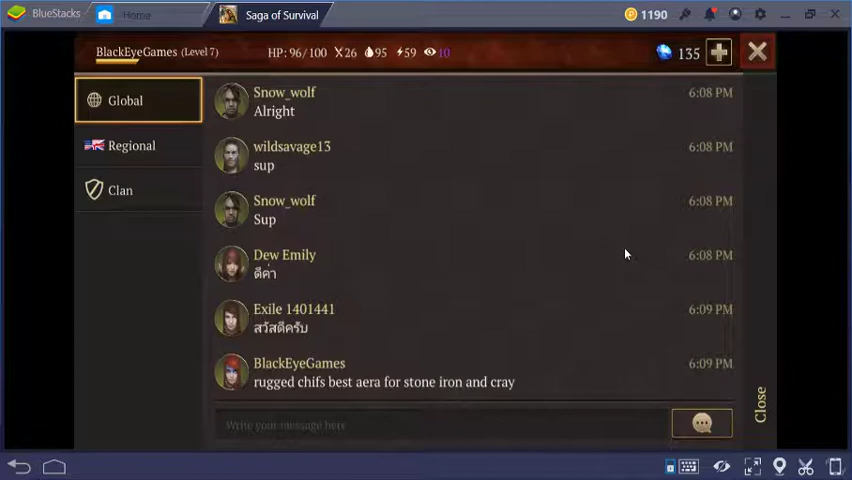 BlueStacks
Home
Saga of Survival
1190
BlackEyeGames (Level 7)
HP: 96/100 26 95 59 10
135
Global
Regional
Clan
Snow_wolf 6:08 PM
Alright
wildsavage13 6:08 PM
sup
Snow_wolf 6:08 PM
Sup
Dew Emily 6:08 PM
ดีค่า
Exile 1401441 6:09 PM
สวัสดีครับ
BlackEyeGames 6:09 PM
rugged chifs best aera for stone iron and cray
Write your message here
Close